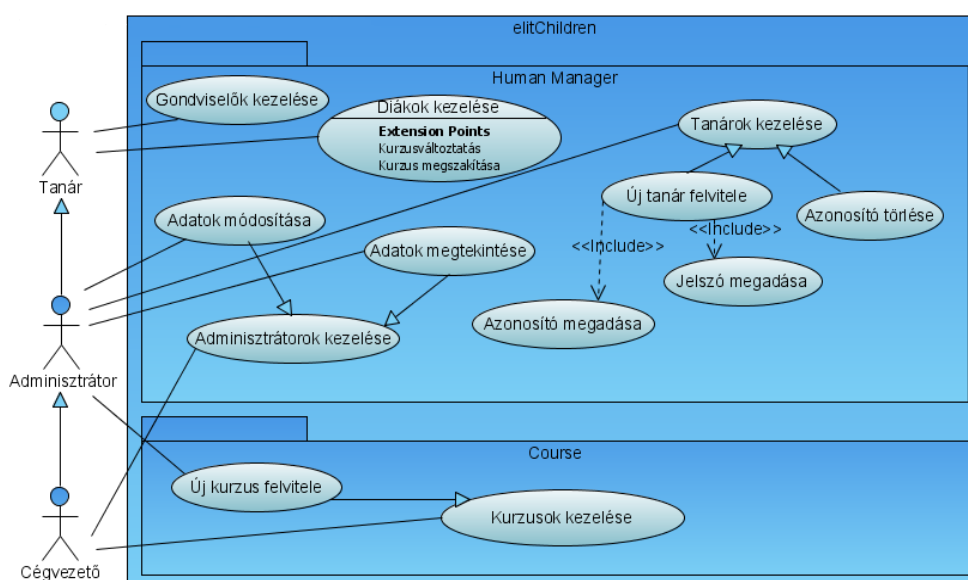 elitChildren
Human Manager
Gondviselők kezelése
Diákok kezelése
Extension Points
Kurzusváltoztatás
Kurzus megszakítása
Tanárok kezelése
Tanár
Új tanár felvitele
Azonosító törlése
Adatok módosítása
Adatok megtekintése
<<Include>>
<<Include>>
Jelszó megadása
Azonosító megadása
Adminisztrátorok kezelése
Adminisztrátor
Course
Új kurzus felvitele
Kurzusok kezelése
Cégvezető